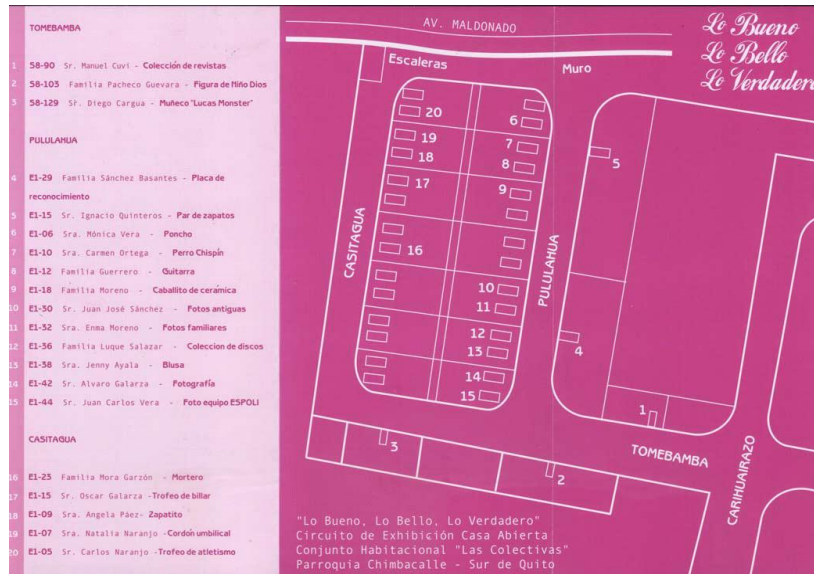 TOMEBAMBA
1 58-90 Sr. Manuel Cuvi - Colección de revistas
2 58-103 Familia Pacheco Guevara - Figura de Niño Dios
3 58-129 Sr. Diego Cargua - Muñeco "Lucas Monster"
PULULAHUA
4 E1-29 Familia Sánchez Basantes - Placa de
reconocimiento
5 E1-15 Sr. Ignacio Quinteros - Par de zapatos
6 E1-06 Sra. Mónica Vera - Poncho
7 E1-10 Sra. Carmen Ortega - Perro Chispín
8 E1-12 Familia Guerrero - Guitarra
9 E1-18 Familia Moreno - Caballito de cerámica
10 E1-30 Sr. Juan José Sánchez - Fotos antiguas
11 E1-32 Sra. Enma Moreno - Fotos familiares
12 E1-36 Familia Luque Salazar - Coleccion de discos
13 E1-38 Sra. Jenny Ayala - Blusa
14 E1-42 Sr. Alvaro Galarza - Fotografía
15 E1-44 Sr. Juan Carlos Vera - Foto equipo ESPOLI
CASITAGUA
16 E1-23 Familia Mora Garzón - Mortero
17 E1-15 Sr. Oscar Galarza -Trofeo de billar
18 E1-09 Sra. Angela Páez- Zapatito
19 E1-07 Sra. Natalia Naranjo -Cordón umbilical
20 E1-05 Sr. Carlos Naranjo -Trofeo de atletismo
AV. MALDONADO
Lo Bueno
Lo Bello
Lo Verdadero
Escaleras
Muro
20
6
19
7
18
8
5
17
9
CASITAGUA
PULULAHUA
16
10
11
12
13
4
14
15
1
3
2
TOMEBAMBA
CARIHUAIRAZO
"Lo Bueno, Lo Bello, Lo Verdadero"
Circuito de Exhibición Casa Abierta
Conjunto Habitacional "Las Colectivas"
Parroquia Chimbacalle - Sur de Quito